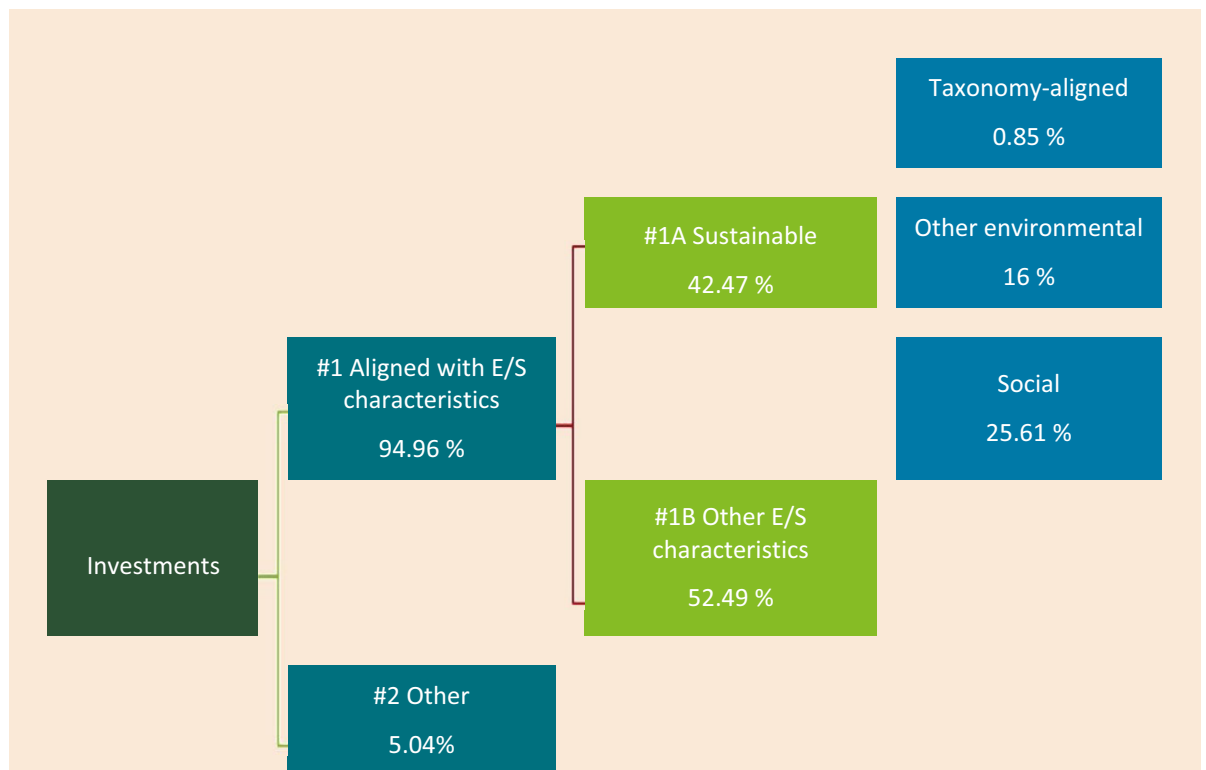 Investments
#1 Aligned with E/S
characteristics
94.96 %
#2 Other
5.04%
#1A Sustainable
42.47 %
#1B Other E/S
characteristics
52.49 %
Taxonomy-aligned
0.85 %
Other environmental
16 %
Social
25.61 %